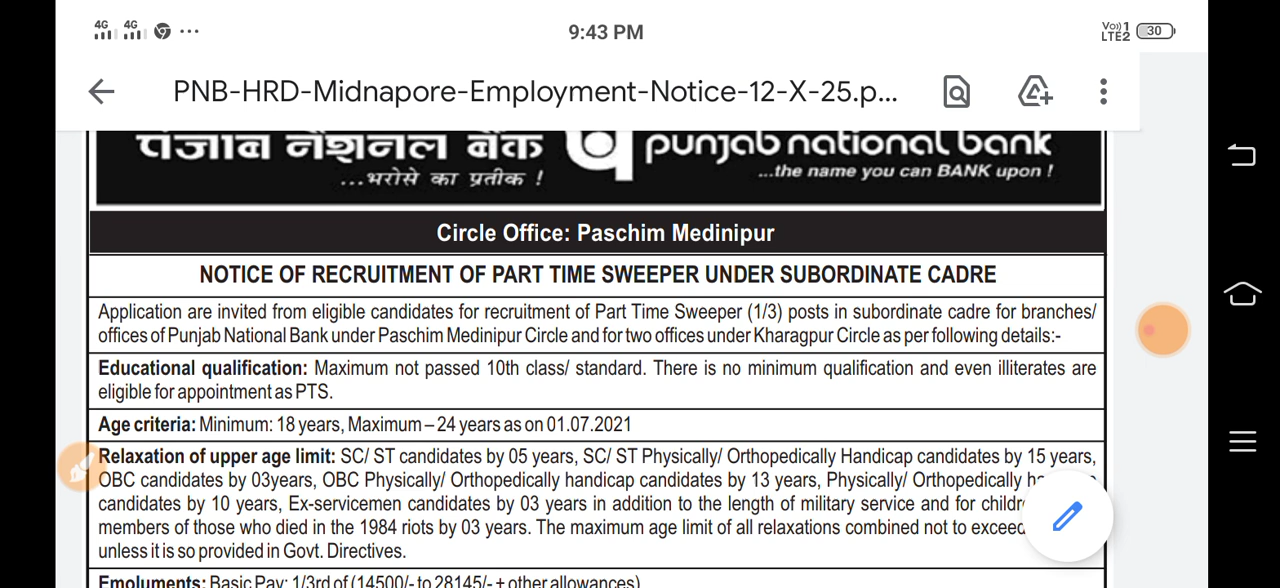 4G 4G ... 9:43 PM Vo)) 1 LTE2 30
PNB-HRD-Midnapore-Employment-Notice-12-X-25.p...
पंजाब नैशनल बैंक punjab national bank
...भरोसे का प्रतीक ! ...the name you can BANK upon !
Circle Office: Paschim Medinipur
NOTICE OF RECRUITMENT OF PART TIME SWEEPER UNDER SUBORDINATE CADRE
Application are invited from eligible candidates for recruitment of Part Time Sweeper (1/3) posts in subordinate cadre for branches/
offices of Punjab National Bank under Paschim Medinipur Circle and for two offices under Kharagpur Circle as per following details:-
Educational qualification: Maximum not passed 10th class/ standard. There is no minimum qualification and even illiterates are
eligible for appointment as PTS.
Age criteria: Minimum: 18 years, Maximum – 24 years as on 01.07.2021
Relaxation of upper age limit: SC/ ST candidates by 05 years, SC/ ST Physically/ Orthopedically Handicap candidates by 15 years,
OBC candidates by 03years, OBC Physically/ Orthopedically handicap candidates by 13 years, Physically/ Orthopedically
candidates by 10 years, Ex-servicemen candidates by 03 years in addition to the length of military service and for
members of those who died in the 1984 riots by 03 years. The maximum age limit of all relaxations combined not to exceed
unless it is so provided in Govt. Directives.
Emoluments: Basic Pay: 1/3rd of (14500/- to 28145/- + other allowances)